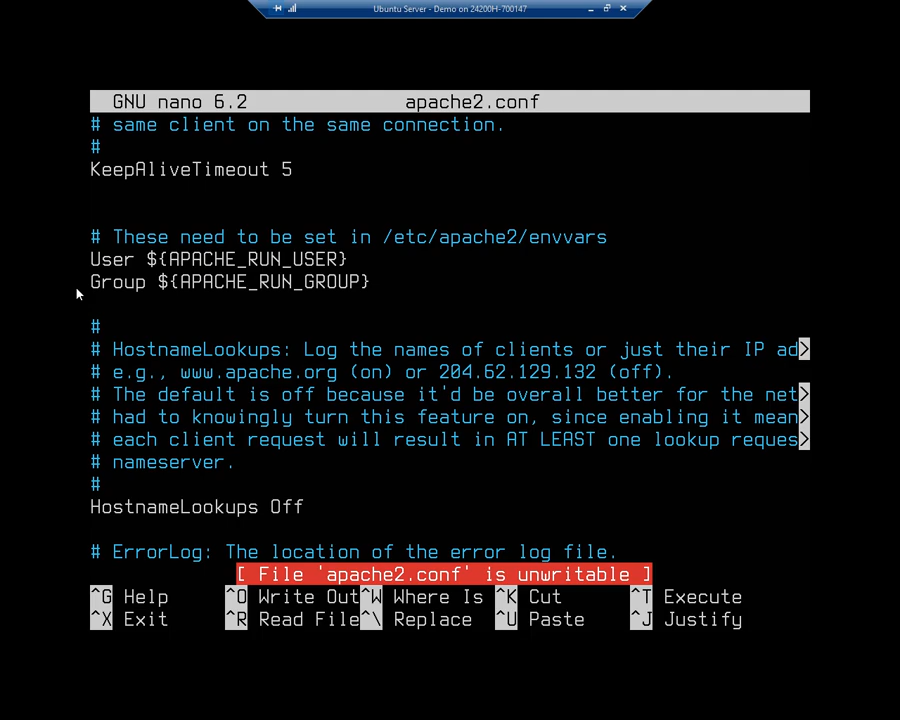 Ubuntu Server - Demo on 24200H-700147
GNU nano 6.2 apache2.conf
# same client on the same connection.
#
KeepAliveTimeout 5
# These need to be set in /etc/apache2/envvars
User ${APACHE_RUN_USER}
Group ${APACHE_RUN_GROUP}
#
# HostnameLookups: Log the names of clients or just their IP ad>
# e.g., www.apache.org (on) or 204.62.129.132 (off).
# The default is off because it'd be overall better for the net>
# had to knowingly turn this feature on, since enabling it mean>
# each client request will result in AT LEAST one lookup reques>
# nameserver.
#
HostnameLookups Off
# ErrorLog: The location of the error log file.
[ File 'apache2.conf' is unwritable ]
^G Help ^O Write Out ^W Where Is ^K Cut ^T Execute
^X Exit ^R Read File ^\ Replace ^U Paste ^J Justify